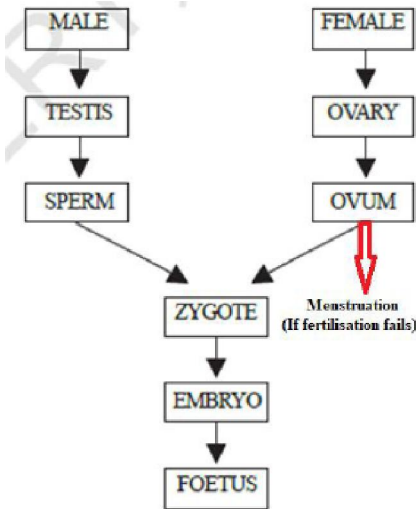 MALE
FEMALE
TESTIS
OVARY
SPERM
OVUM
ZYGOTE
Menstruation
(If fertilisation fails)
EMBRYO
FOETUS